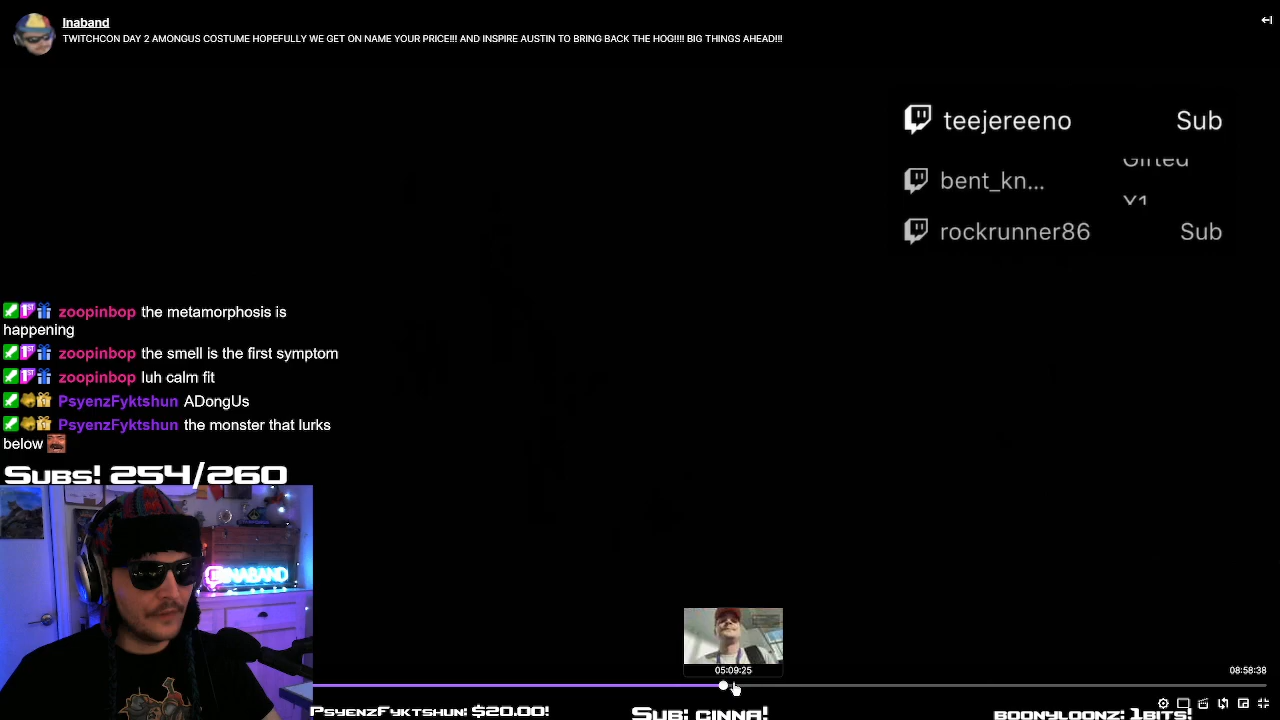 Inaband
TWITCHCON DAY 2 AMONGUS COSTUME HOPEFULLY WE GET ON NAME YOUR PRICE!!! AND INSPIRE AUSTIN TO BRING BACK THE HOG!!!! BIG THINGS AHEAD!!!
teejereeno Sub
Gifted
bent_kn...
X1
rockrunner86 Sub
zoopinbop the metamorphosis is
happening
zoopinbop the smell is the first symptom
zoopinbop luh calm fit
PsyenzFyktshun ADongUs
PsyenzFyktshun the monster that lurks
below
Subs! 254/260
INABAND
05:09:25
08:58:38
PsyenzFyktshun: $20.00!
Sub: cinna!
boonyloonz: 1Bits!